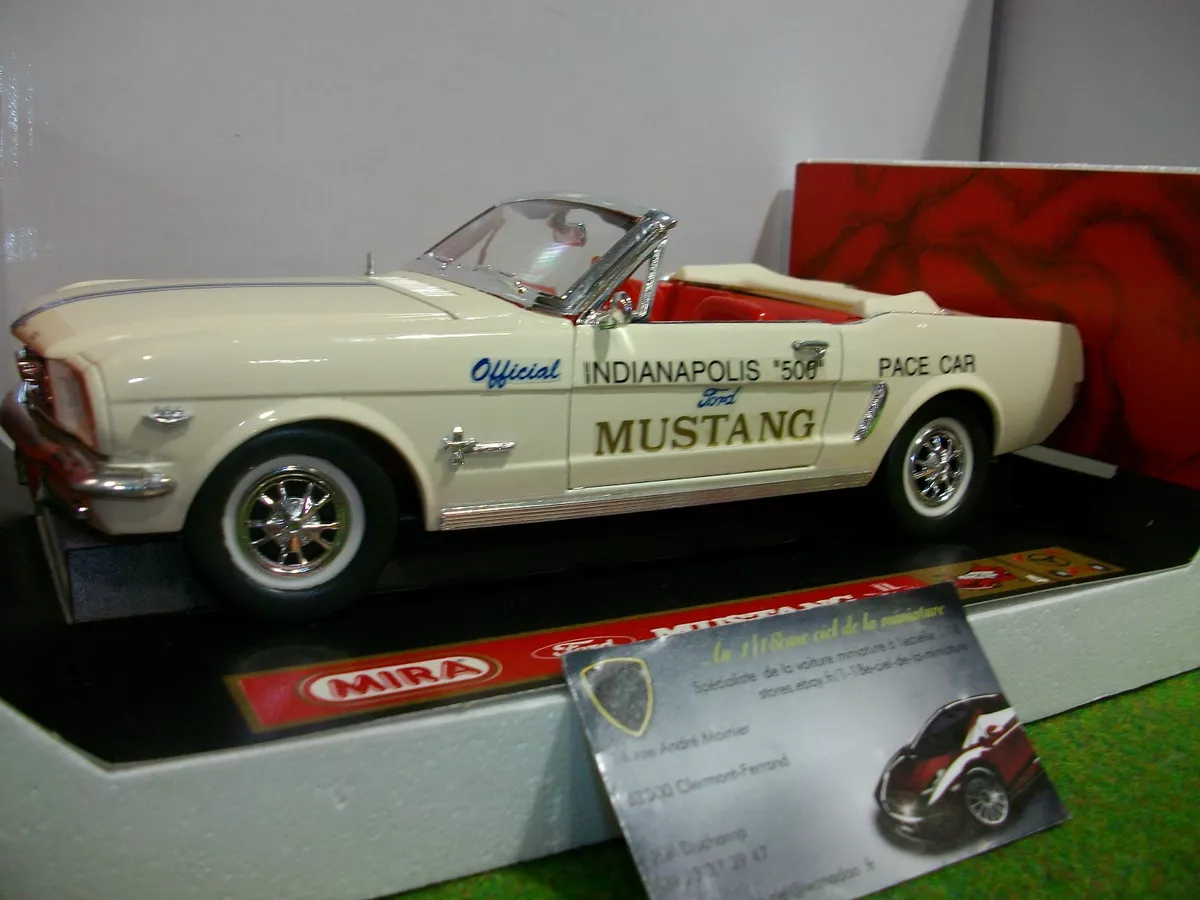 Official
INDIANAPOLIS "500"
PACE CAR
Ford
MUSTANG
MIRA
Ford MUSTANG II
Au 1/18ème ciel de la miniature
Spécialiste de la voiture miniature à l'échelle
stores.ebay.fr/1-18e-ciel-de-la-miniature
rue André Moinier
Clermont-Ferrand
Duchamp